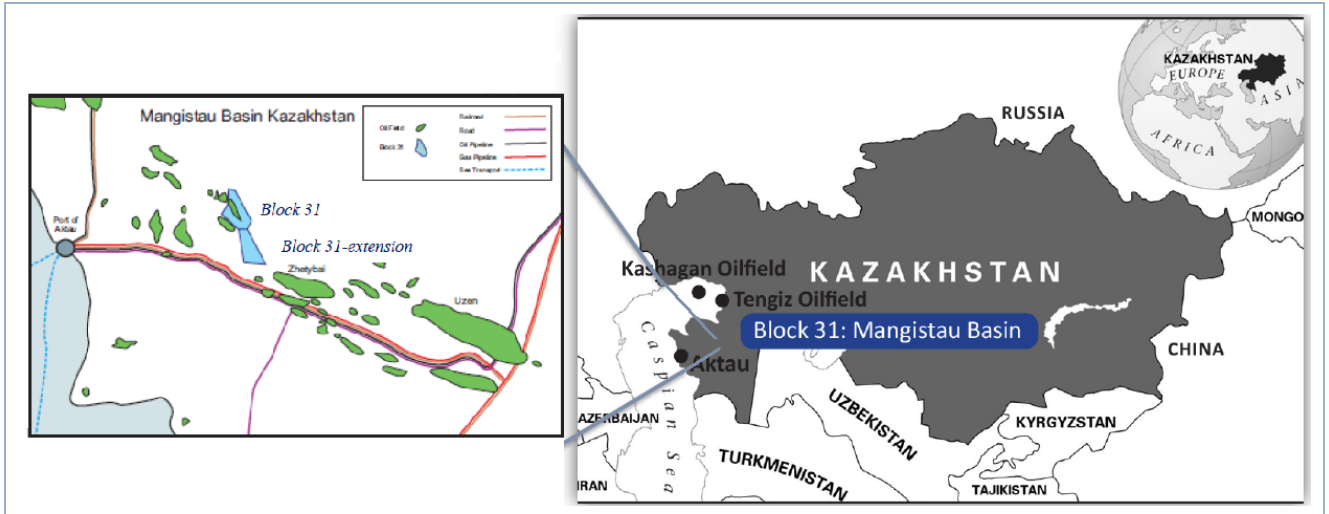 Mangistau Basin Kazakhstan
Oil Field
Block 31
Railroad
Road
Oil Pipeline
Gas Pipeline
Sea Transport
Block 31
Block 31-extension
Port of
Aktau
Zhetybai
Uzen
KAZAKHSTAN
EUROPE
ASIA
AFRICA
RUSSIA
MONGO
Kashagan Oilfield
KAZAKHSTAN
Tengiz Oilfield
Block 31: Mangistau Basin
Aktau
Caspian Sea
CHINA
AZERBAIJAN
UZBEKISTAN
KYRGYZSTAN
TURKMENISTAN
TAJIKISTAN
IRAN